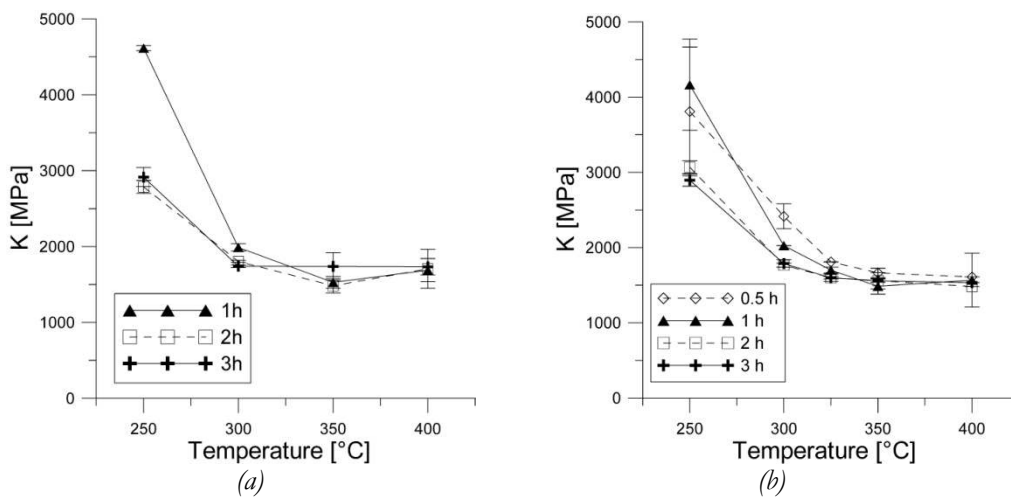 (a)
5000
4000
3000
2000
1000
0
K [MPa]
1h
2h
3h
250 300 350 400
Temperature [°C]
(a)
(b)
5000
4000
3000
2000
1000
0
K [MPa]
0.5 h
1 h
2 h
3 h
250 300 350 400
Temperature [°C]
(b)